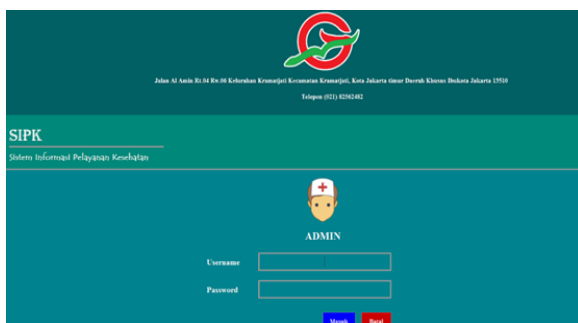 Jalan Al Amin Rt.04 Rw.06 Kelurahan Kramatjati Kecamatan Kramatjati, Kota Jakarta timur Daerah Khusus Ibukota Jakarta 13510
Telepon (021) 82502482
SIPK
Sistem Informasi Pelayanan Kesehatan
ADMIN
Username
Password
Masuk Batal